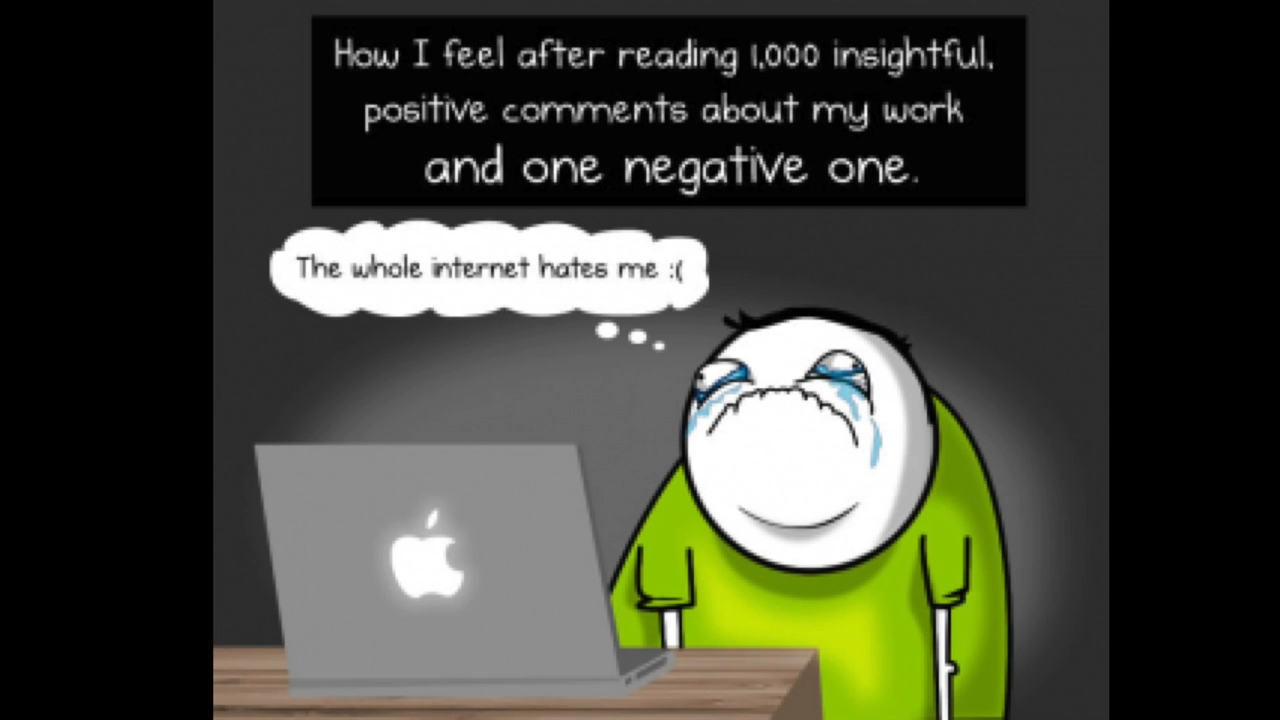 How I feel after reading 1,000 insightful,
positive comments about my work
and one negative one.
The whole internet hates me :(